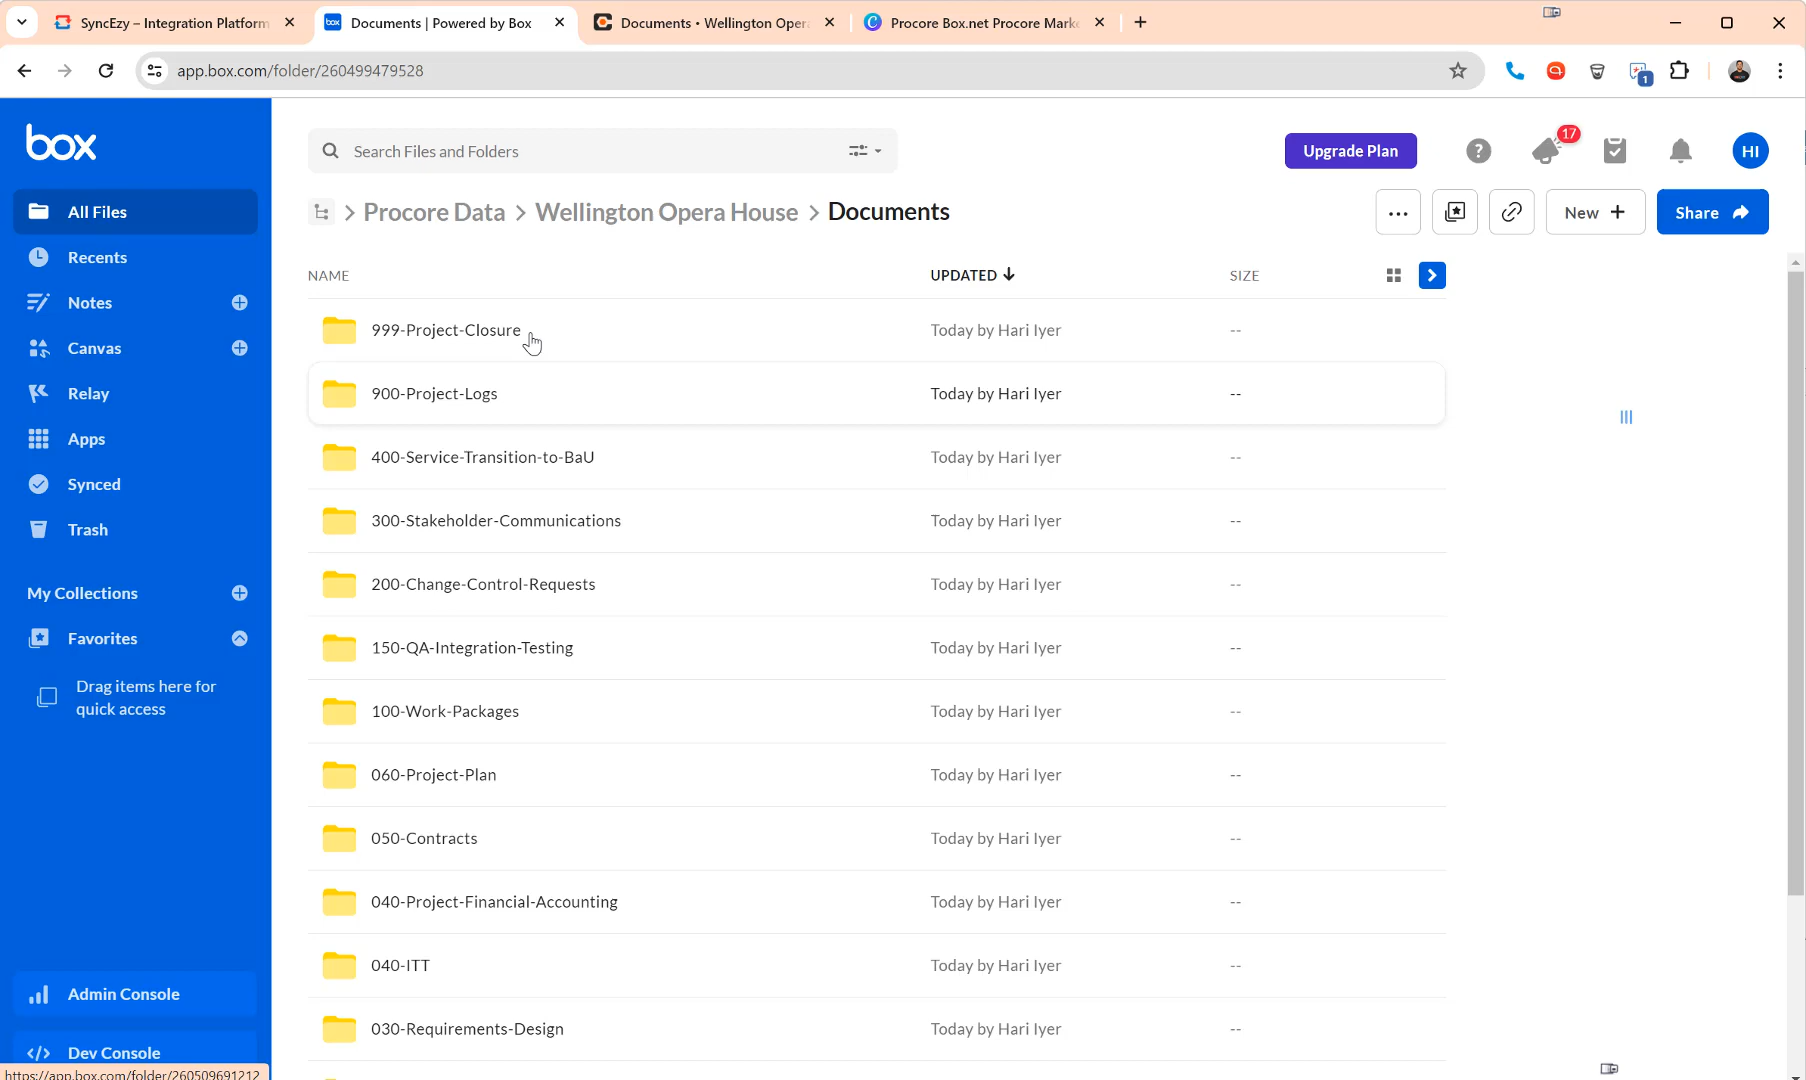 SyncEzy – Integration Platform
Documents | Powered by Box
Documents • Wellington Oper
Procore Box.net Procore Mark
app.box.com/folder/260499479528
1
box
Search Files and Folders
Upgrade Plan
17
HI
All Files
Recents
Notes
Canvas
Relay
Apps
Synced
Trash
My Collections
Favorites
Drag items here for
quick access
Admin Console
Dev Console
Procore Data > Wellington Opera House > Documents
New +
Share
NAME
UPDATED
SIZE
999-Project-Closure Today by Hari Iyer --
900-Project-Logs Today by Hari Iyer --
400-Service-Transition-to-BaU Today by Hari Iyer --
300-Stakeholder-Communications Today by Hari Iyer --
200-Change-Control-Requests Today by Hari Iyer --
150-QA-Integration-Testing Today by Hari Iyer --
100-Work-Packages Today by Hari Iyer --
060-Project-Plan Today by Hari Iyer --
050-Contracts Today by Hari Iyer --
040-Project-Financial-Accounting Today by Hari Iyer --
040-ITT Today by Hari Iyer --
030-Requirements-Design Today by Hari Iyer --
https://app.box.com/folder/260509691212